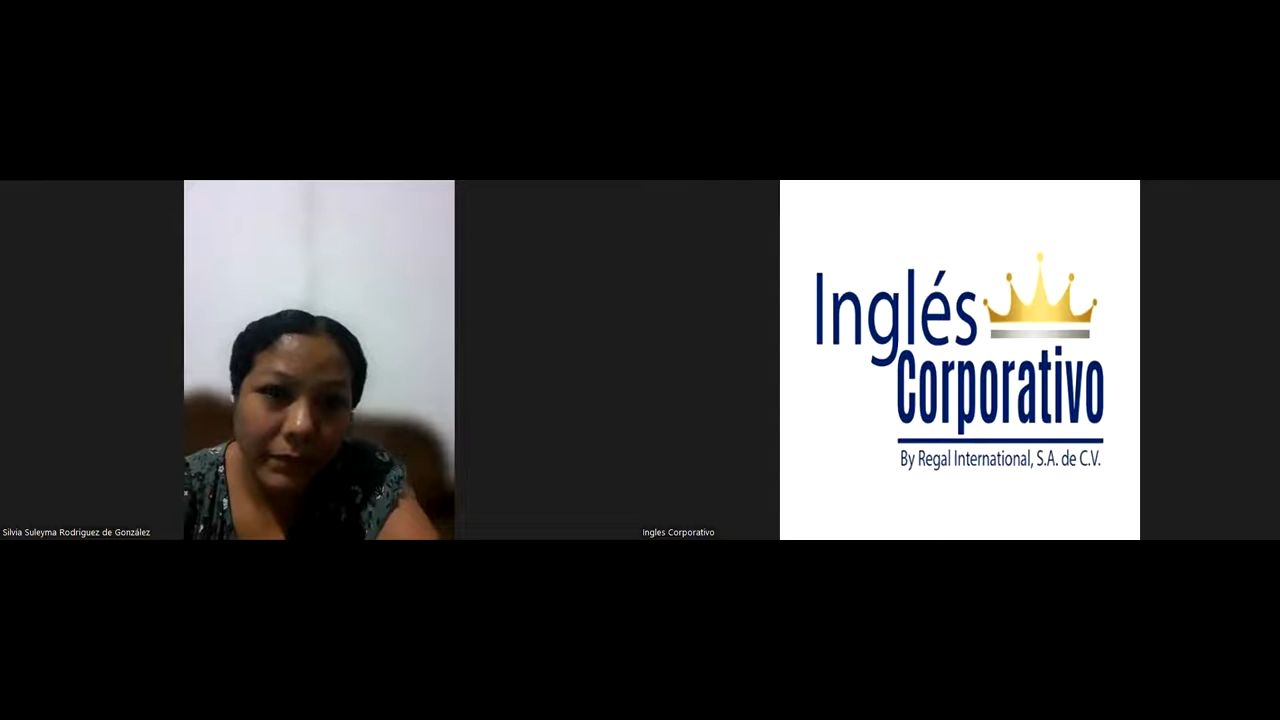 Inglés
Corporativo
By Regal International, S.A. de C.V.
Silvia Suleyma Rodriguez de González
Ingles Corporativo